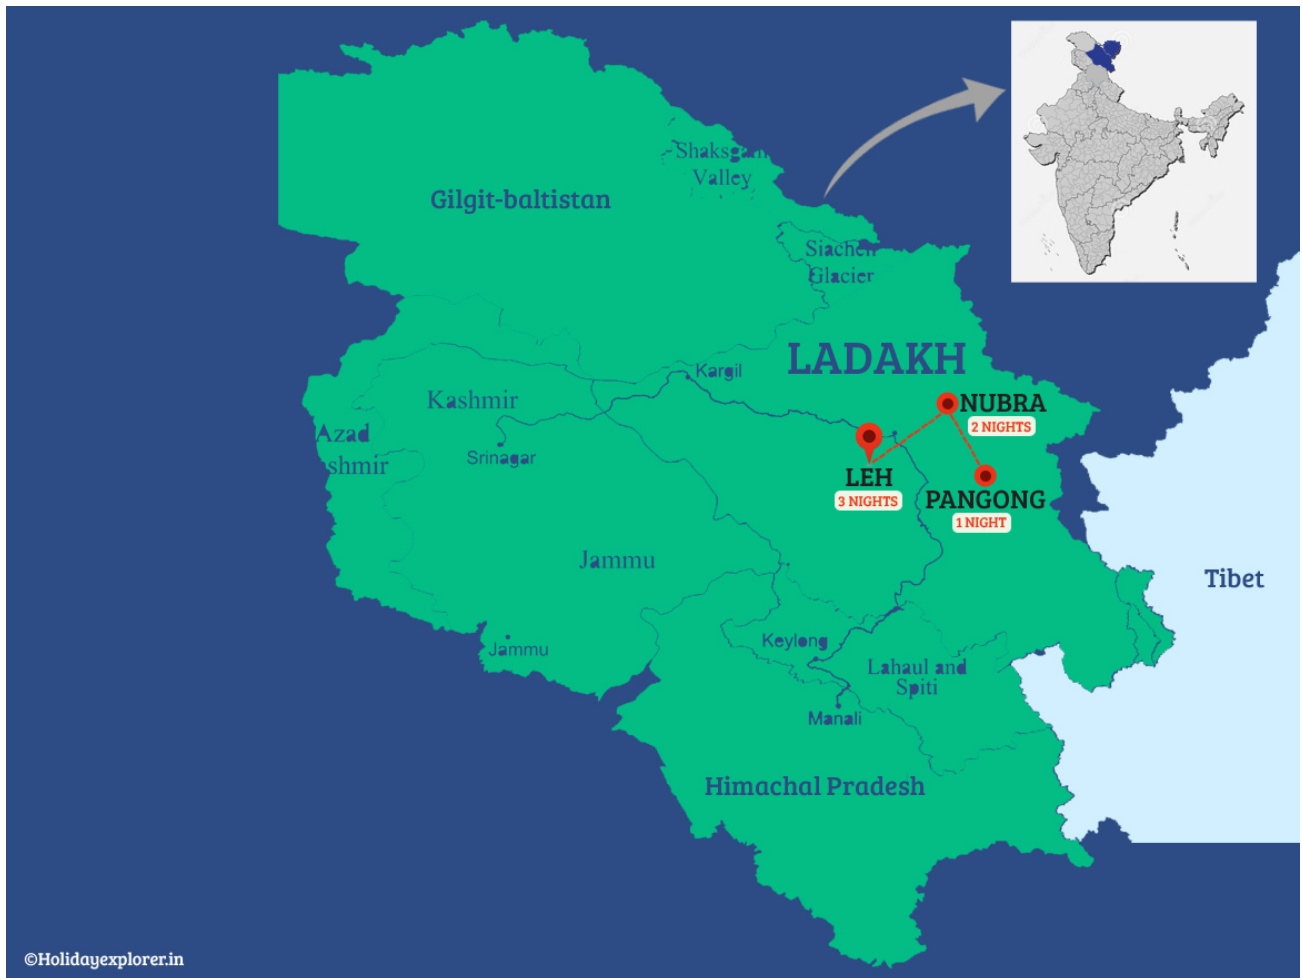 Shaksgam
Valley
Gilgit-baltistan
Siachen
Glacier
LADAKH
Kargil
Kashmir
NUBRA
2 NIGHTS
Azad
shmir
Srinagar
LEH
3 NIGHTS
PANGONG
1 NIGHT
Jammu
Tibet
Jammu
Keylong
Lahaul and
Spiti
Manali
Himachal Pradesh
©Holidayexplorer.in